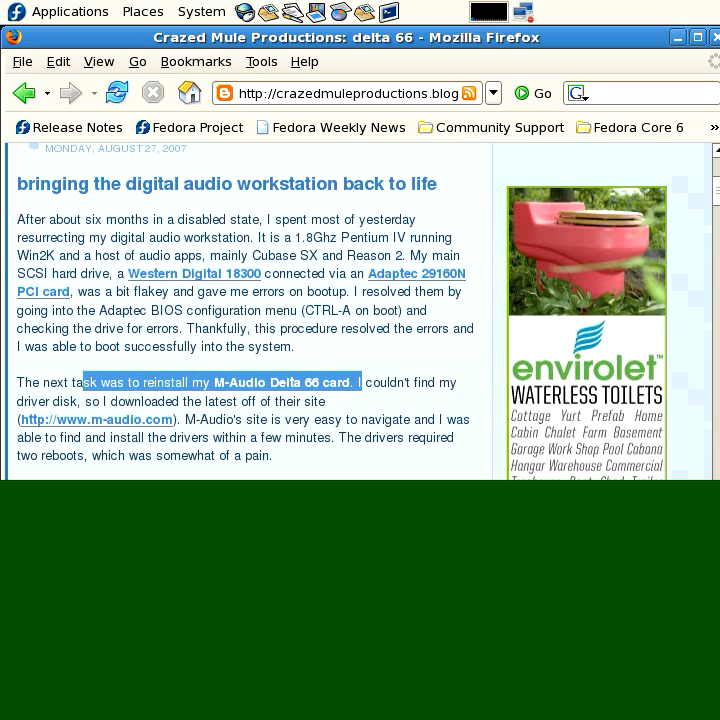 Applications Places System
Crazed Mule Productions: delta 66 - Mozilla Firefox
File Edit View Go Bookmarks Tools Help
http://crazedmuleproductions.blog Go G
Release Notes Fedora Project Fedora Weekly News Community Support Fedora Core 6 »
MONDAY, AUGUST 27, 2007
bringing the digital audio workstation back to life
After about six months in a disabled state, I spent most of yesterday
resurrecting my digital audio workstation. It is a 1.8Ghz Pentium IV running
Win2K and a host of audio apps, mainly Cubase SX and Reason 2. My main
SCSI hard drive, a Western Digital 18300 connected via an Adaptec 29160N
PCI card, was a bit flakey and gave me errors on bootup. I resolved them by
going into the Adaptec BIOS configuration menu (CTRL-A on boot) and
checking the drive for errors. Thankfully, this procedure resolved the errors and
I was able to boot successfully into the system.
The next task was to reinstall my M-Audio Delta 66 card. I couldn't find my
driver disk, so I downloaded the latest off of their site
(http://www.m-audio.com). M-Audio's site is very easy to navigate and I was
able to find and install the drivers within a few minutes. The drivers required
two reboots, which was somewhat of a pain.
envirolet™
WATERLESS TOILETS
Cottage Yurt Prefab Home
Cabin Chalet Farm Basement
Garage Work Shop Pool Cabana
Hangar Warehouse Commercial